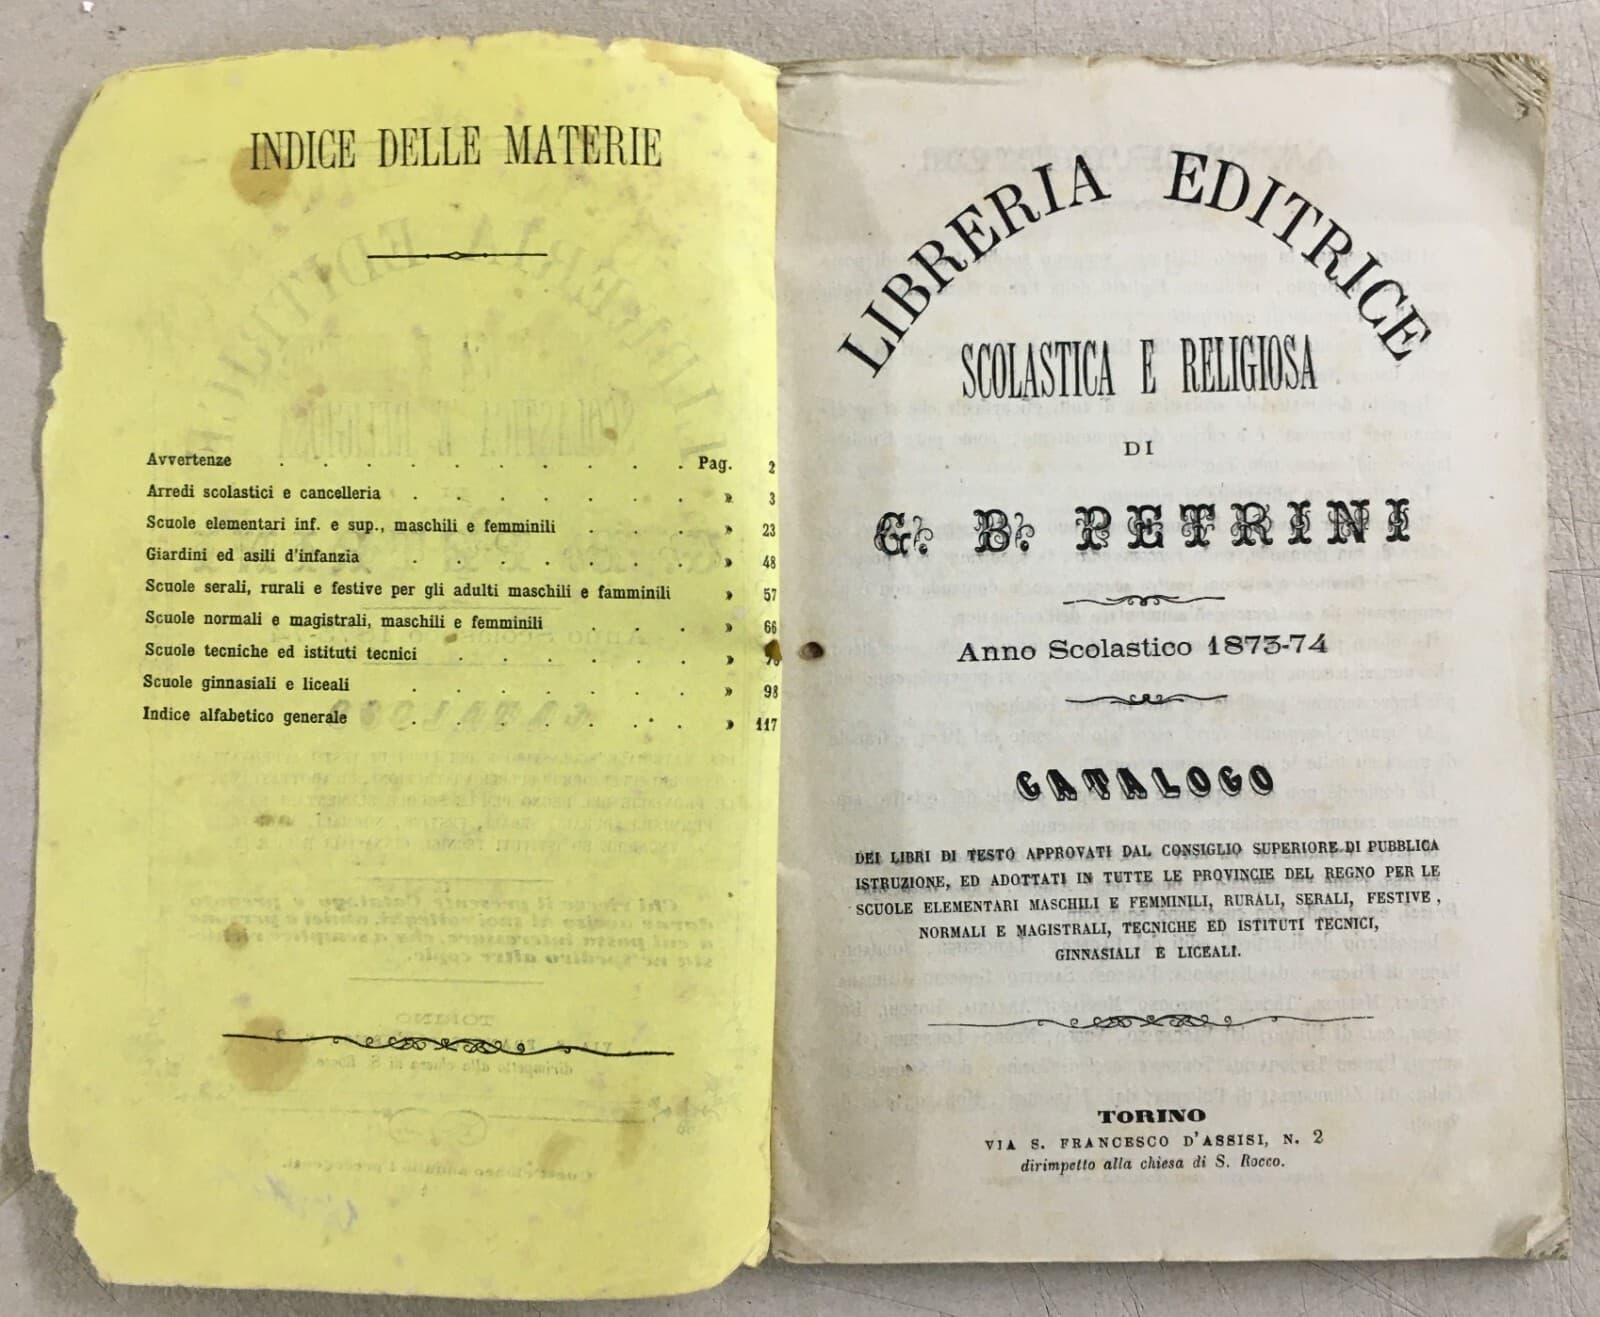 INDICE DELLE MATERIE
Avvertenze . . . . . . . . . . Pag. 2
Arredi scolastici e cancelleria . . . . . . . » 3
Scuole elementari inf. e sup., maschili e femminili . . . » 23
Giardini ed asili d'infanzia . . . . . . . » 48
Scuole serali, rurali e festive per gli adulti maschili e famminili » 57
Scuole normali e magistrali, maschili e femminili . . . » 66
Scuole tecniche ed istituti tecnici . . . . . . »
Scuole ginnasiali e liceali . . . . . . . » 98
Indice alfabetico generale . . . . . . . » 117
LIBRERIA EDITRICE
SCOLASTICA E RELIGIOSA
DI
G. B. PETRINI
Anno Scolastico 1873-74
CATALOGO
DEI LIBRI DI TESTO APPROVATI DAL CONSIGLIO SUPERIORE DI PUBBLICA
ISTRUZIONE, ED ADOTTATI IN TUTTE LE PROVINCIE DEL REGNO PER LE
SCUOLE ELEMENTARI MASCHILI E FEMMINILI, RURALI, SERALI, FESTIVE,
NORMALI E MAGISTRALI, TECNICHE ED ISTITUTI TECNICI,
GINNASIALI E LICEALI.
TORINO
VIA S. FRANCESCO D'ASSISI, N. 2
dirimpetto alla chiesa di S. Rocco.